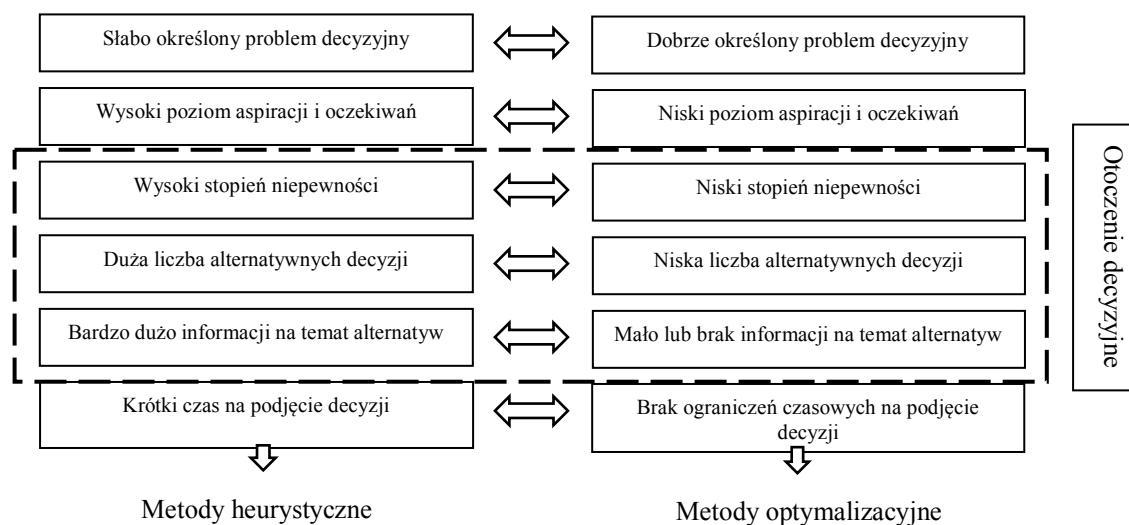 Słabo określony problem decyzyjny
Dobrze określony problem decyzyjny
Wysoki poziom aspiracji i oczekiwań
Niski poziom aspiracji i oczekiwań
Wysoki stopień niepewności
Niski stopień niepewności
Duża liczba alternatywnych decyzji
Niska liczba alternatywnych decyzji
Bardzo dużo informacji na temat alternatyw
Mało lub brak informacji na temat alternatyw
Krótki czas na podjęcie decyzji
Brak ograniczeń czasowych na podjęcie
decyzji
Otoczenie decyzyjne
Metody heurystyczne
Metody optymalizacyjne